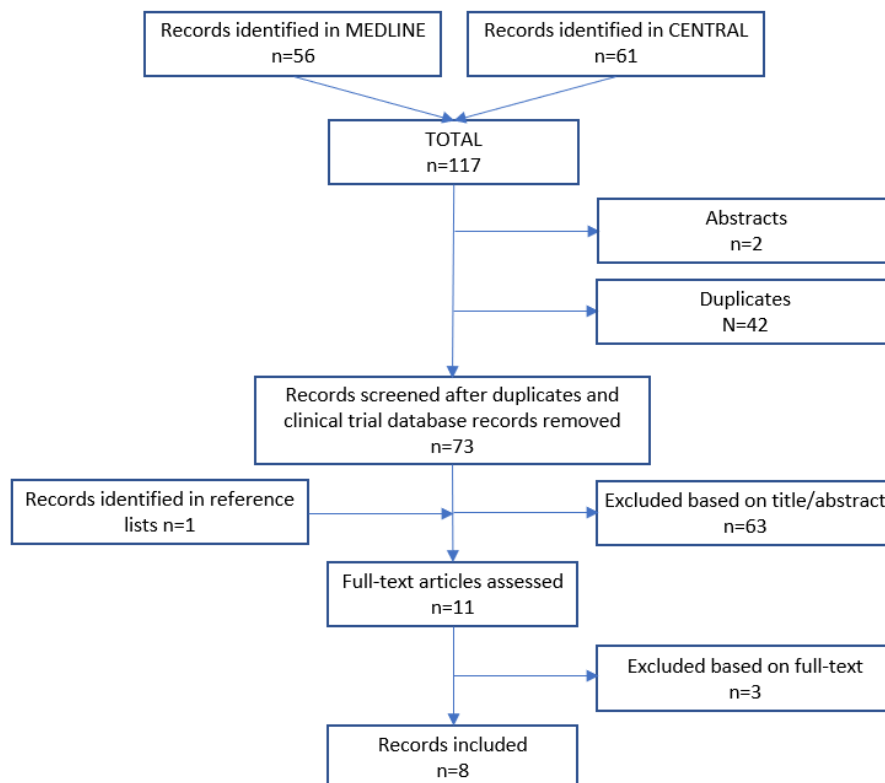 Records identified in MEDLINE
n=56
Records identified in CENTRAL
n=61
TOTAL
n=117
Abstracts
n=2
Duplicates
N=42
Records screened after duplicates and
clinical trial database records removed
n=73
Records identified in reference
lists n=1
Excluded based on title/abstract
n=63
Full-text articles assessed
n=11
Excluded based on full-text
n=3
Records included
n=8